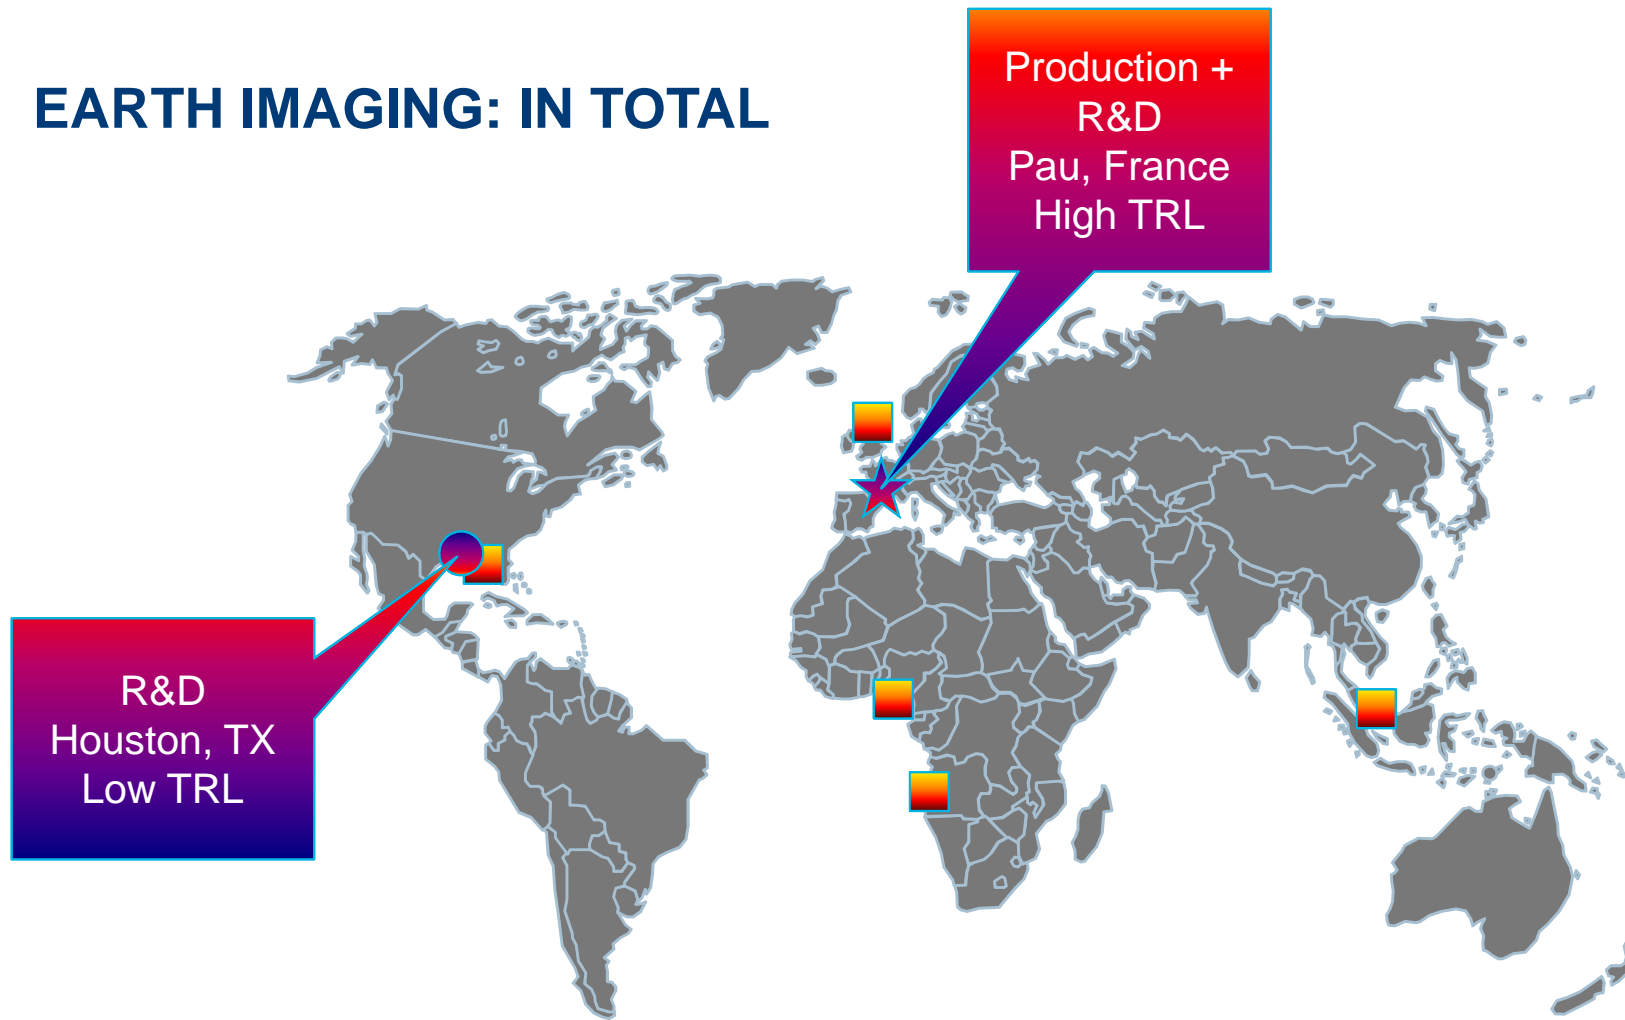 EARTH IMAGING: IN TOTAL
Production +
R&D
Pau, France
High TRL
R&D
Houston, TX
Low TRL